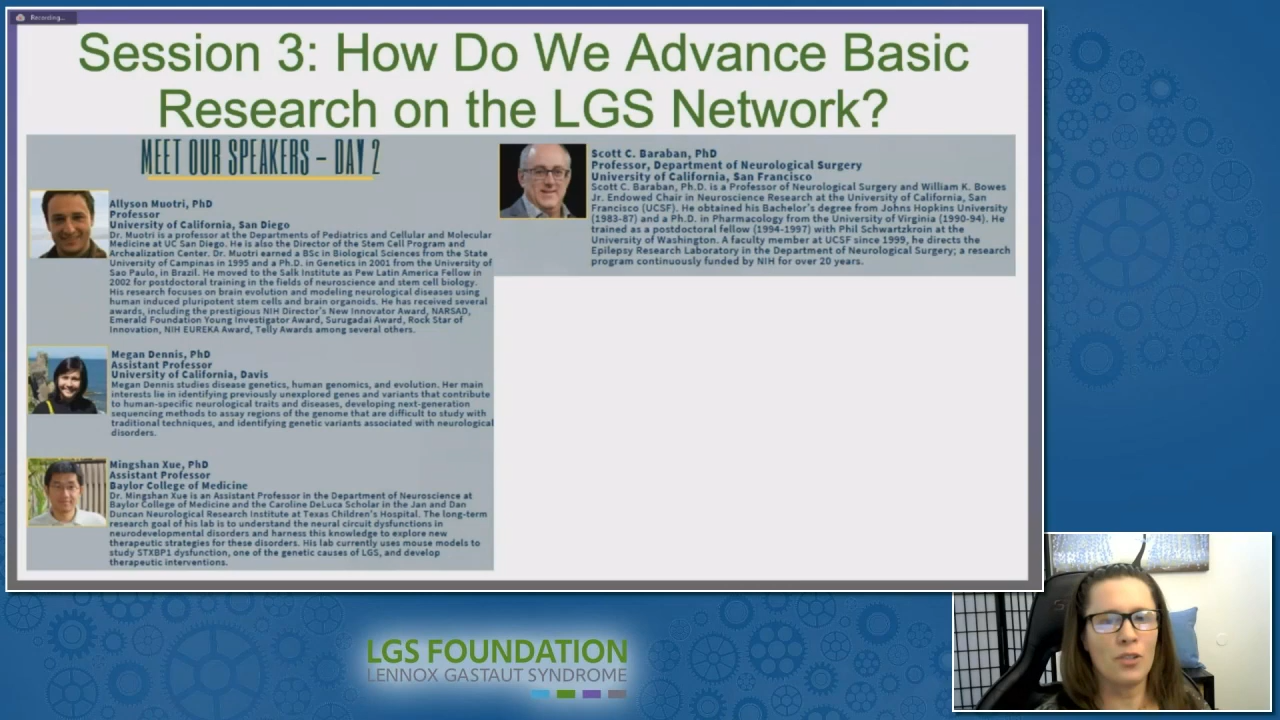 Recording...
Session 3: How Do We Advance Basic
Research on the LGS Network?
MEET OUR SPEAKERS – DAY 2
Allyson Muotri, PhD
Professor
University of California, San Diego
Dr. Muotri is a professor at the Departments of Pediatrics and Cellular and Molecular
Medicine at UC San Diego. He is also the Director of the Stem Cell Program and
Archealization Center. Dr. Muotri earned a BSc in Biological Sciences from the State
University of Campinas in 1995 and a Ph.D. in Genetics in 2001 from the University of
Sao Paulo, in Brazil. He moved to the Salk Institute as Pew Latin America Fellow in
2002 for postdoctoral training in the fields of neuroscience and stem cell biology.
His research focuses on brain evolution and modeling neurological diseases using
human induced pluripotent stem cells and brain organoids. He has received several
awards, including the prestigious NIH Director's New Innovator Award, NARSAD,
Emerald Foundation Young Investigator Award, Surugadai Award, Rock Star of
Innovation, NIH EUREKA Award, Telly Awards among several others.
Megan Dennis, PhD
Assistant Professor
University of California, Davis
Megan Dennis studies disease genetics, human genomics, and evolution. Her main
interests lie in identifying previously unexplored genes and variants that contribute
to human-specific neurological traits and diseases, developing next-generation
sequencing methods to assay regions of the genome that are difficult to study with
traditional techniques, and identifying genetic variants associated with neurological
disorders.
Mingshan Xue, PhD
Assistant Professor
Baylor College of Medicine
Dr. Mingshan Xue is an Assistant Professor in the Department of Neuroscience at
Baylor College of Medicine and the Caroline DeLuca Scholar in the Jan and Dan
Duncan Neurological Research Institute at Texas Children's Hospital. The long-term
research goal of his lab is to understand the neural circuit dysfunctions in
neurodevelopmental disorders and harness this knowledge to explore new
therapeutic strategies for these disorders. His lab currently uses mouse models to
study STXBP1 dysfunction, one of the genetic causes of LGS, and develop
therapeutic interventions.
Scott C. Baraban, PhD
Professor, Department of Neurological Surgery
University of California, San Francisco
Scott C. Baraban, Ph.D. is a Professor of Neurological Surgery and William K. Bowes
Jr. Endowed Chair in Neuroscience Research at the University of California, San
Francisco (UCSF). He obtained his Bachelor's degree from Johns Hopkins University
(1983-87) and a Ph.D. in Pharmacology from the University of Virginia (1990-94). He
trained as a postdoctoral fellow (1994-1997) with Phil Schwartzkroin at the
University of Washington. A faculty member at UCSF since 1999, he directs the
Epilepsy Research Laboratory in the Department of Neurological Surgery; a research
program continuously funded by NIH for over 20 years.
LGS FOUNDATION
LENNOX GASTAUT SYNDROME